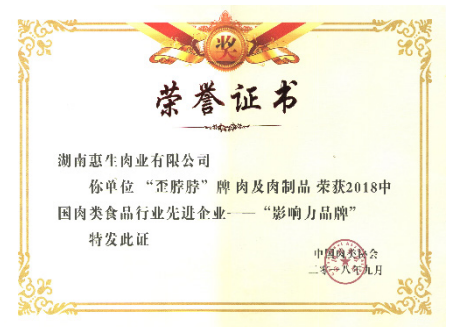 奖
荣誉证书
湖南惠生肉业有限公司
你单位“歪脖脖”牌 肉及肉制品 荣获2018中
国肉类食品行业先进企业——“影响力品牌”
特发此证
中国肉类协会
二零一八年九月